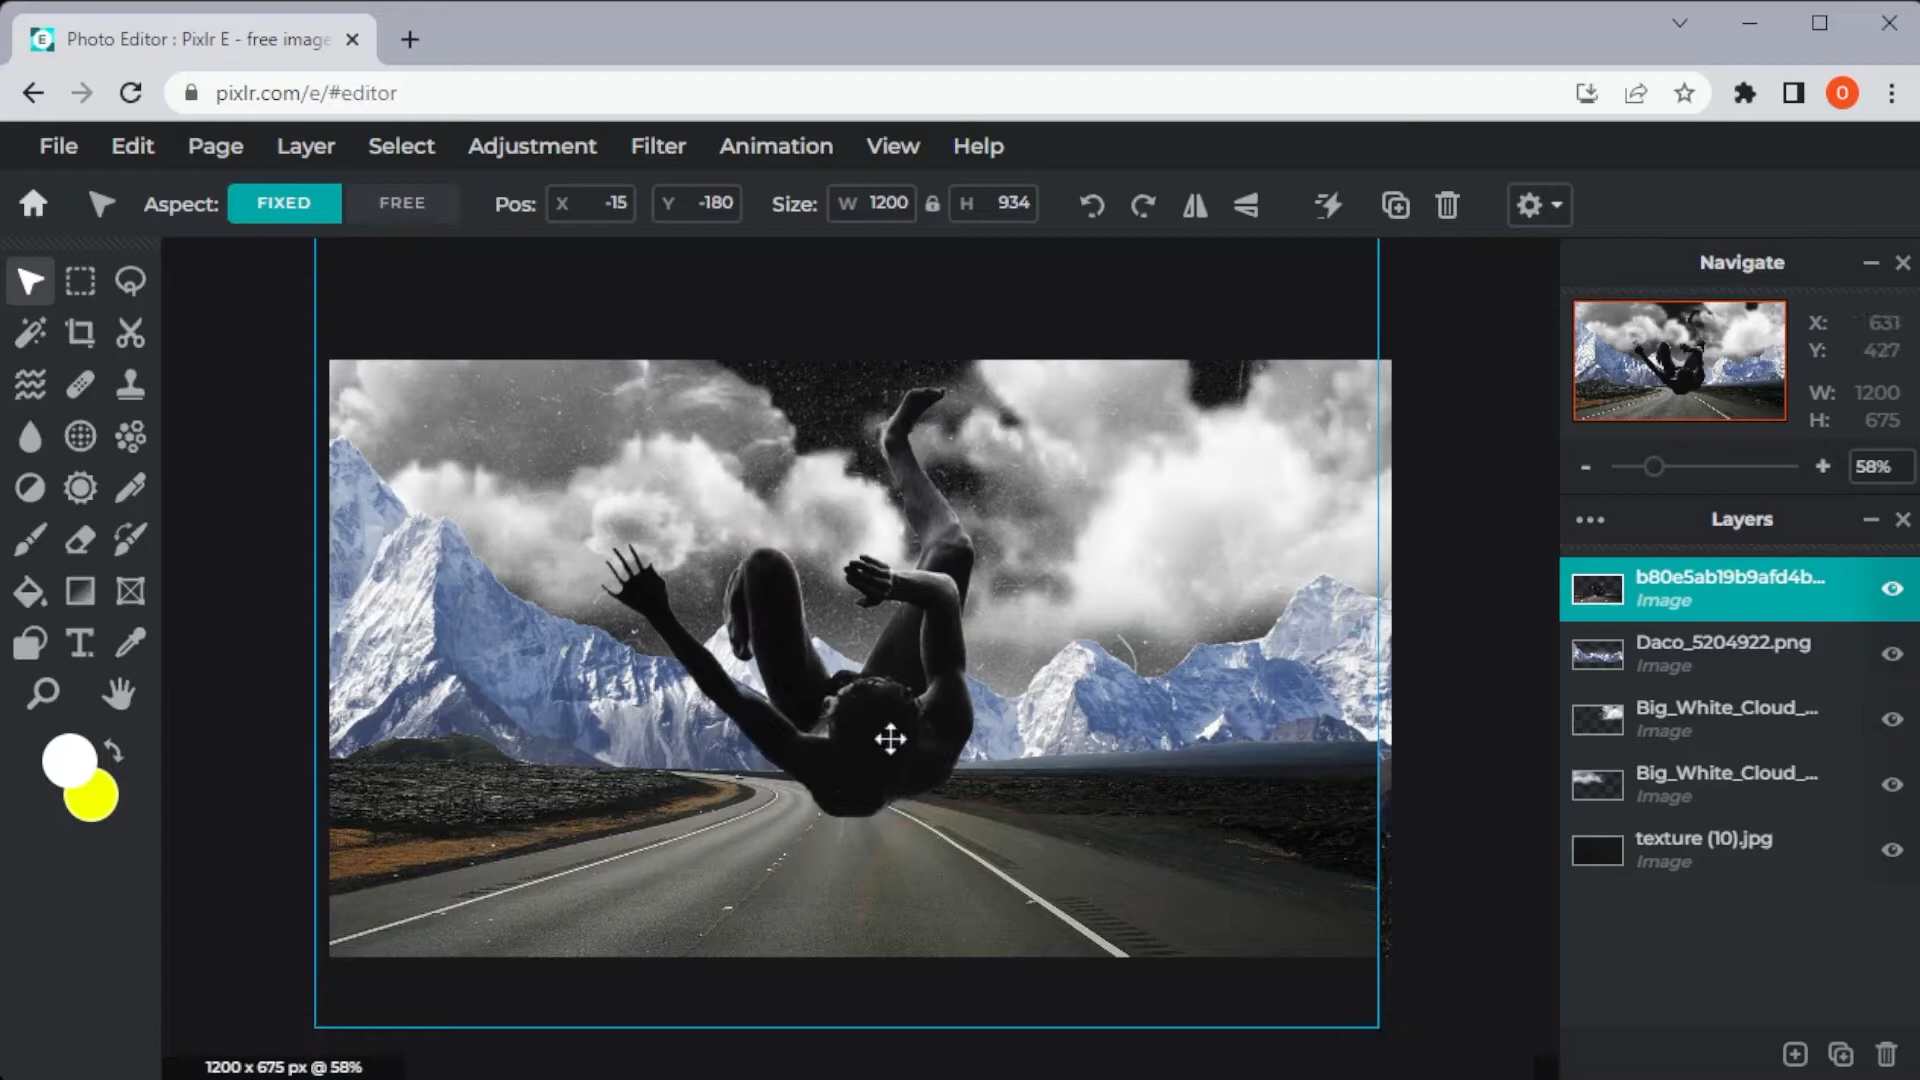 Photo Editor : Pixlr E - free image
pixlr.com/e/#editor
O
File Edit Page Layer Select Adjustment Filter Animation View Help
Aspect: FIXED FREE Pos: X -15 Y -180 Size: W 1200 H 934
Navigate
X: 631
Y: 427
W: 1200
H: 675
- + 58%
Layers
b80e5ab19b9afd4b...
Image
Daco_5204922.png
Image
Big_White_Cloud_...
Image
Big_White_Cloud_...
Image
texture (10).jpg
Image
1200 x 675 px @ 58%